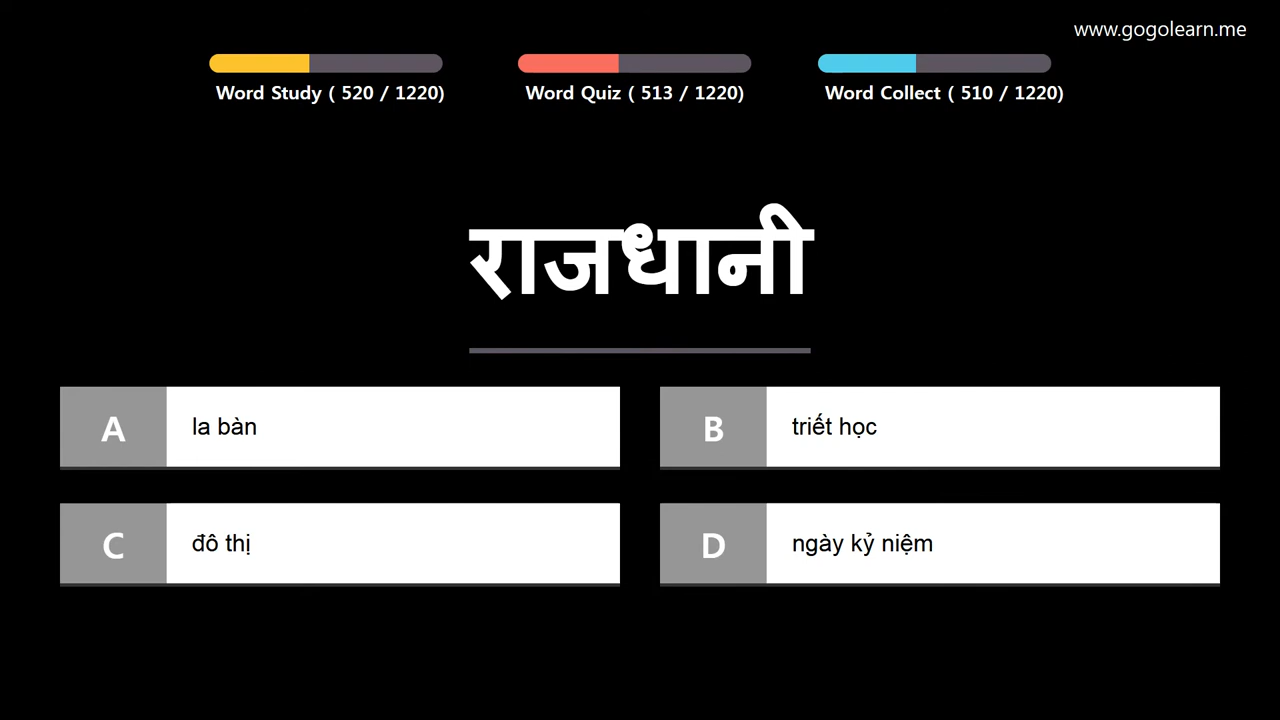 www.gogolearn.me
Word Study ( 520 / 1220)
Word Quiz ( 513 / 1220)
Word Collect ( 510 / 1220)
राजधानी
A
la bàn
B
triết học
C
đô thị
D
ngày kỷ niệm